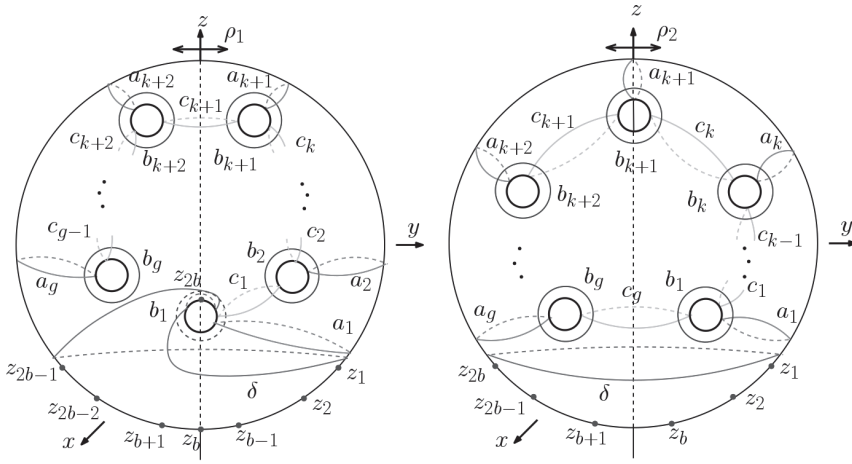 z
ρ_1
a_{k+2}
a_{k+1}
c_{k+1}
c_{k+2}
c_k
b_{k+2}
b_{k+1}
c_{g-1}
c_2
y
b_g
b_2
z_{2b}
c_1
a_g
b_1
a_2
a_1
z_{2b-1}
z_1
δ
z_{2b-2}
z_2
x
z_{b+1}
z_b
z_{b-1}
z
ρ_2
a_{k+1}
c_{k+1}
c_k
a_{k+2}
a_k
b_{k+1}
b_{k+2}
b_k
c_{k-1}
y
b_g
b_1
c_g
c_1
a_g
a_1
z_{2b}
z_1
δ
z_{2b-1}
z_2
x
z_{b+1}
z_b